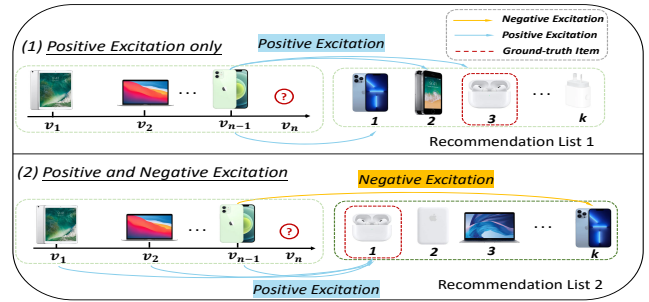 Negative Excitation
Positive Excitation
Ground-truth Item
(1) Positive Excitation only
Positive Excitation
?
...
...
v₁ v₂ vₙ₋₁ vₙ
1 2 3 k
Recommendation List 1
(2) Positive and Negative Excitation
Negative Excitation
?
...
...
v₁ v₂ vₙ₋₁ vₙ
1 2 3 k
Positive Excitation
Recommendation List 2